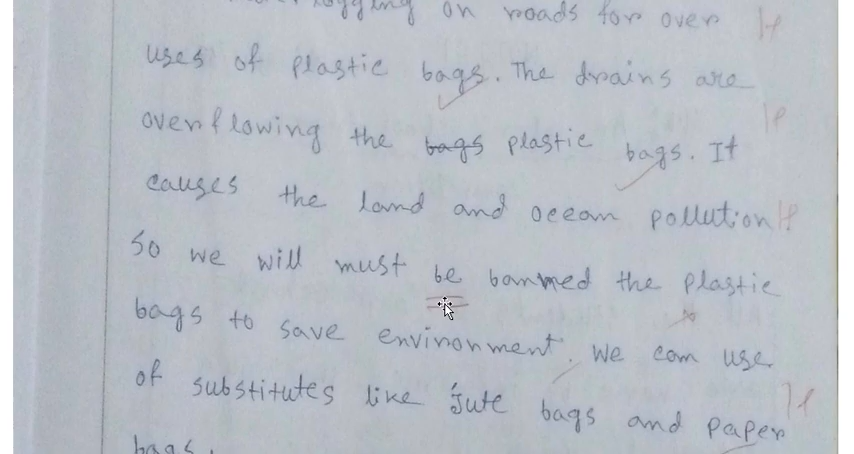 logging on roads for over
uses of plastic bags. The drains are
overflowing the bags plastic bags. It
causes the land and ocean pollution
So we will must be banned the plastic
bags to save environment. We can use
of substitutes like Jute bags and paper
bags.